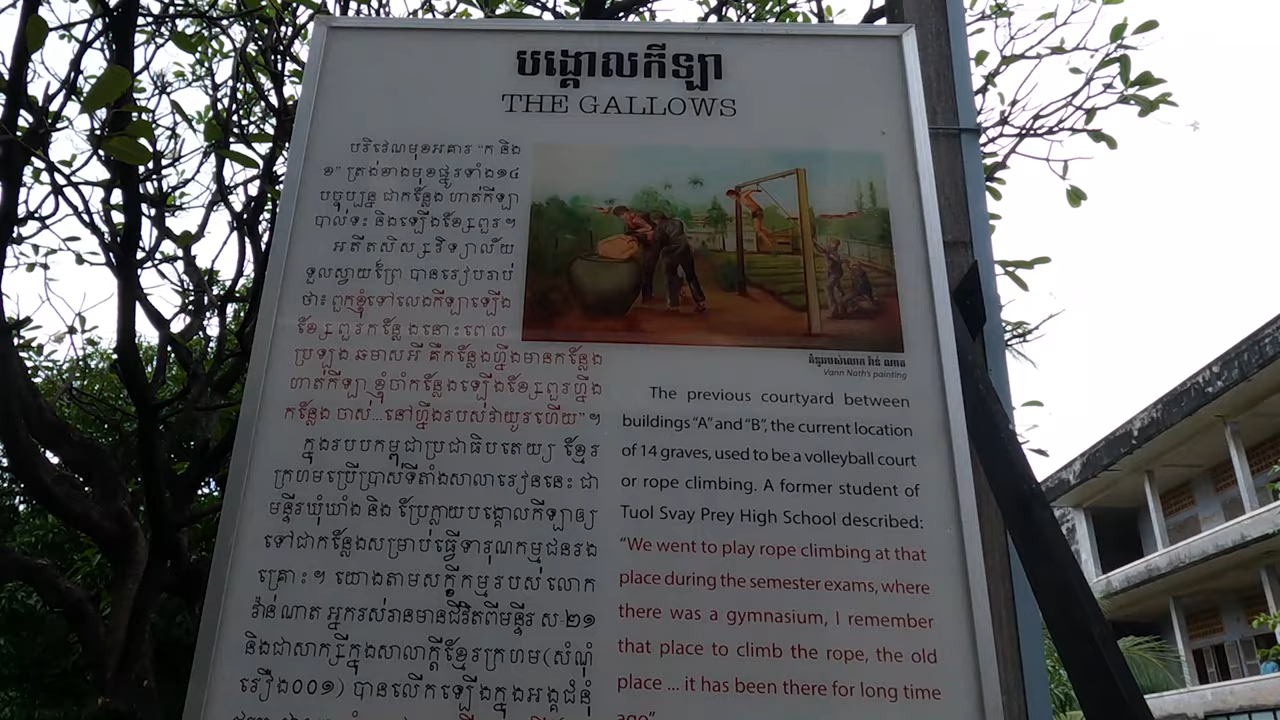 បង្គោលកីឡា
THE GALLOWS
បរិវេណមុខអគារ “ក និង
ខ” ត្រង់ខាងមុខផ្នូរទាំង១៤
បច្ចុប្បន្ន ជាកន្លែង ហាត់កីឡា
បាល់ទះ និងឡើងខ្សែពួរ។
អតីតសិស្សវិទ្យាល័យ
ទួលស្វាយព្រៃ បានរៀបរាប់
ថា៖ ពួកខ្ញុំទៅលេងកីឡាឡើង
ខ្សែពួរកន្លែងនោះពេល
ប្រឡង ឆមាសអី គឺកន្លែងហ្នឹងមានកន្លែង
ហាត់កីឡា ខ្ញុំចាំកន្លែងឡើងខ្សែពួរហ្នឹង
កន្លែង ចាស់...នៅហ្នឹងរបស់វាយូរហើយ”។
ក្នុងរបបកម្ពុជាប្រជាធិបតេយ្យ ខ្មែរ
ក្រហមប្រើប្រាស់ទីតាំងសាលារៀននេះ ជា
មន្ទីរឃុំឃាំង និង ប្រែក្លាយបង្គោលកីឡាឲ្យ
ទៅជាកន្លែងសម្រាប់ធ្វើទារុណកម្មជនរង
គ្រោះ។ យោងតាមសក្ខីកម្មរបស់ លោក
វ៉ាន់ ណាត អ្នករស់រានមានជីវិតពីមន្ទីរ ស-២១
និងជាសាក្សីក្នុងសាលាក្តីខ្មែរក្រហម(សំណុំ
រឿង០០១) បានលើកឡើងក្នុងអង្គជំនុំ
គំនូររបស់លោក វ៉ាន់ ណាត
Vann Nath's painting
The previous courtyard between
buildings “A” and “B”, the current location
of 14 graves, used to be a volleyball court
or rope climbing. A former student of
Tuol Svay Prey High School described:
“We went to play rope climbing at that
place during the semester exams, where
there was a gymnasium, I remember
that place to climb the rope, the old
place ... it has been there for long time
ago”